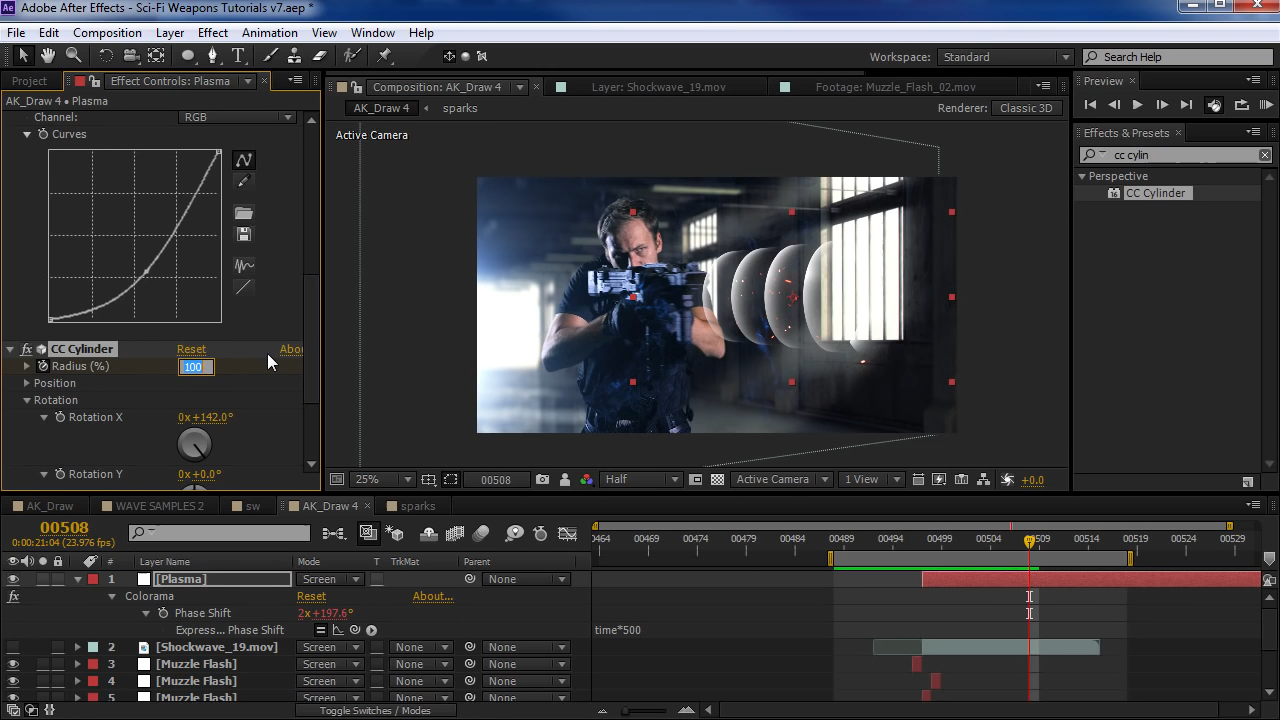 Ae Adobe After Effects - Sci-Fi Weapons Tutorials v7.aep *
File Edit Composition Layer Effect Animation View Window Help
Workspace: Standard Search Help
Project Effect Controls: Plasma
AK_Draw 4 • Plasma
Channel: RGB
Curves
CC Cylinder Reset Abou
Radius (%) 100
Position
Rotation
Rotation X 0x+142.0°
Rotation Y 0x+0.0°
Composition: AK_Draw 4 Layer: Shockwave_19.mov Footage: Muzzle_Flash_02.mov
AK_Draw 4 sparks Renderer: Classic 3D
Active Camera
25% 00508 Half Active Camera 1 View +0.0
Preview
Effects & Presets
cc cylin
Perspective
CC Cylinder
AK_Draw WAVE SAMPLES 2 sw AK_Draw 4 sparks
00508
0:00:21:04 (23.976 fps)
00464 00469 00474 00479 00484 00489 00494 00499 00504 00509 00514 00519 00524 00529
# Layer Name Mode T TrkMat Parent
1 [Plasma] Screen None
Colorama Reset About...
Phase Shift 2x+197.6°
Express... Phase Shift time*500
2 [Shockwave_19.mov] Screen None None
3 [Muzzle Flash] Screen None None
4 [Muzzle Flash] Screen None None
5 [Muzzle Flash] Screen None None
Toggle Switches / Modes